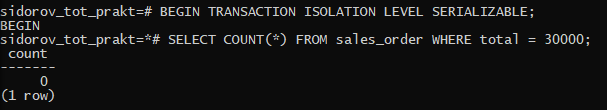 sidorov_tot_prakt=# BEGIN TRANSACTION ISOLATION LEVEL SERIALIZABLE;
BEGIN
sidorov_tot_prakt=*# SELECT COUNT(*) FROM sales_order WHERE total = 30000;
 count
-------
     0
(1 row)